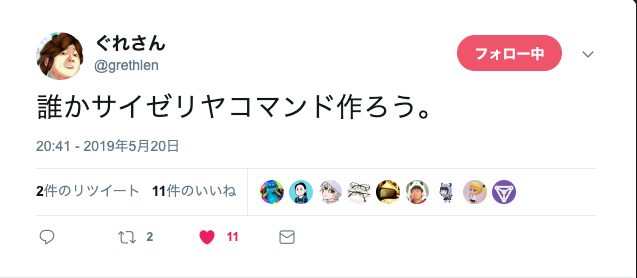 ぐれさん
@grethlen
フォロー中
誰かサイゼリヤコマンド作ろう。
20:41 - 2019年5月20日
2件のリツイート 11件のいいね
2 11